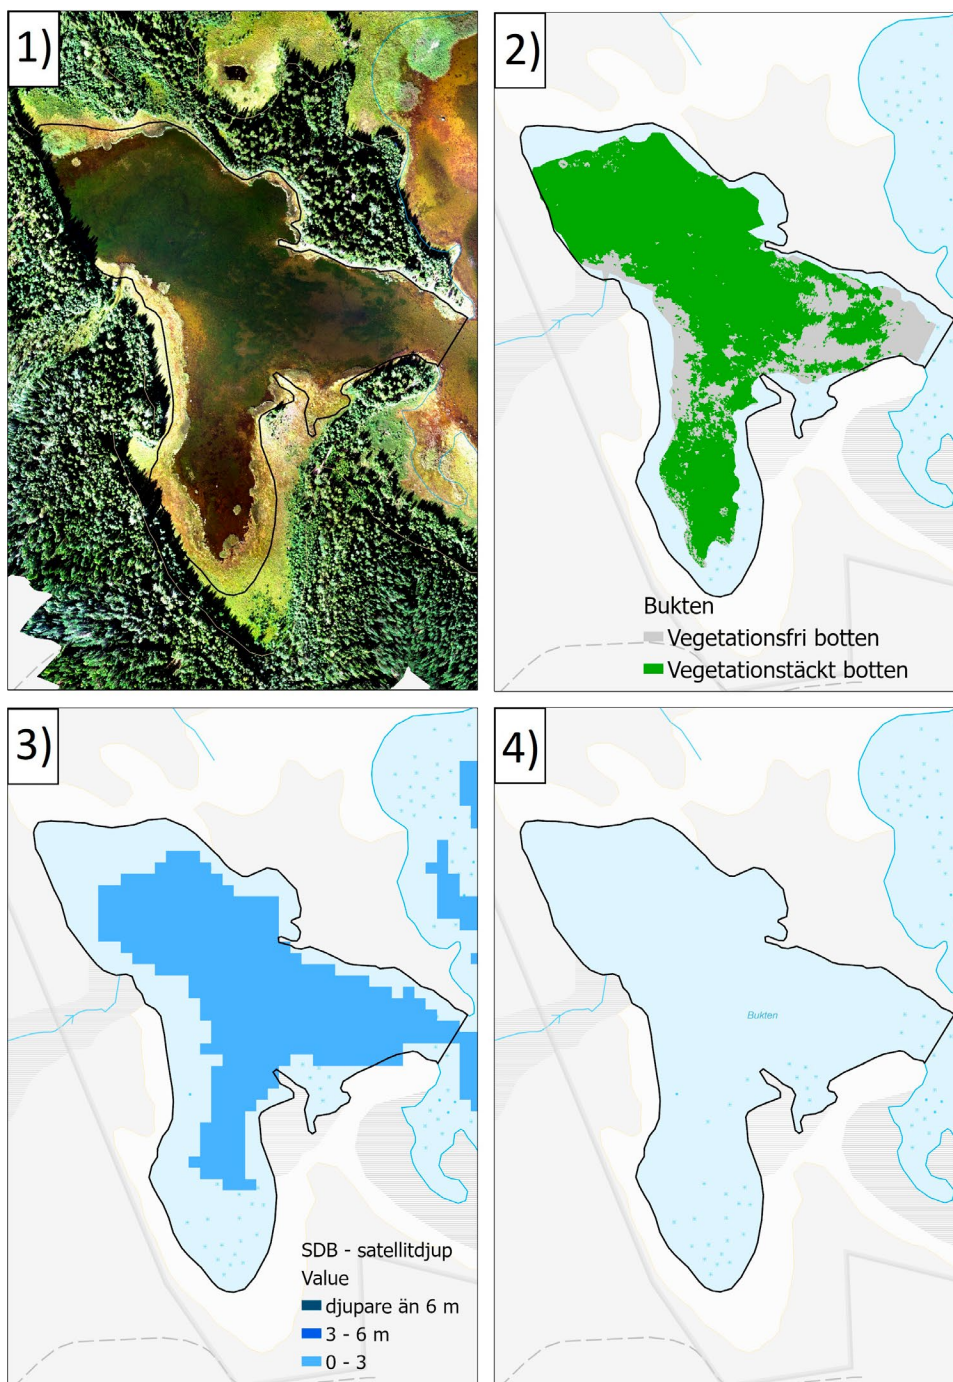 1)
2)
Bukten
Vegetationsfri botten
Vegetationstäckt botten
3)
SDB - satellitdjup
Value
djupare än 6 m
3 - 6 m
0 - 3
4)
Bukten